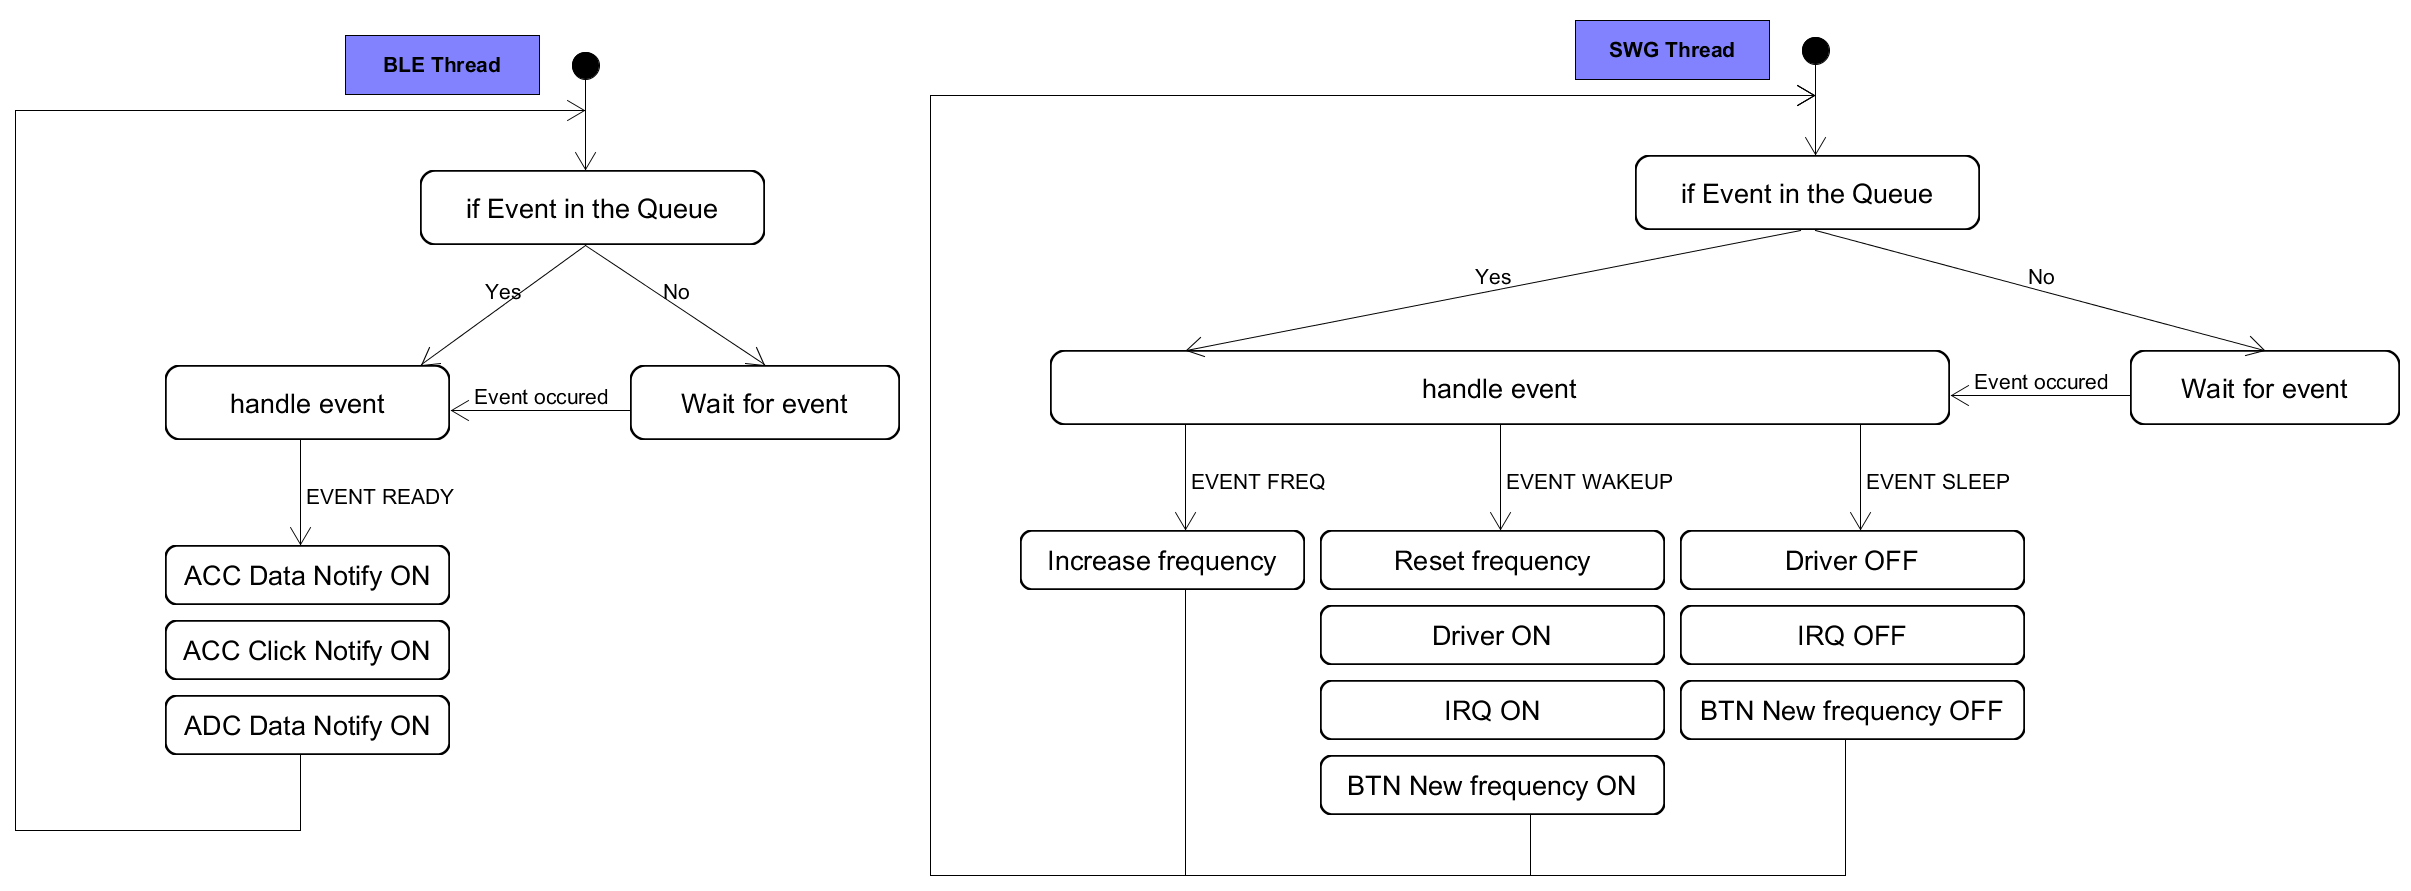 BLE Thread
if Event in the Queue
Yes
No
handle event
Event occured
Wait for event
EVENT READY
ACC Data Notify ON
ACC Click Notify ON
ADC Data Notify ON
SWG Thread
if Event in the Queue
Yes
No
handle event
Event occured
Wait for event
EVENT FREQ
EVENT WAKEUP
EVENT SLEEP
Increase frequency
Reset frequency
Driver OFF
Driver ON
IRQ OFF
IRQ ON
BTN New frequency OFF
BTN New frequency ON